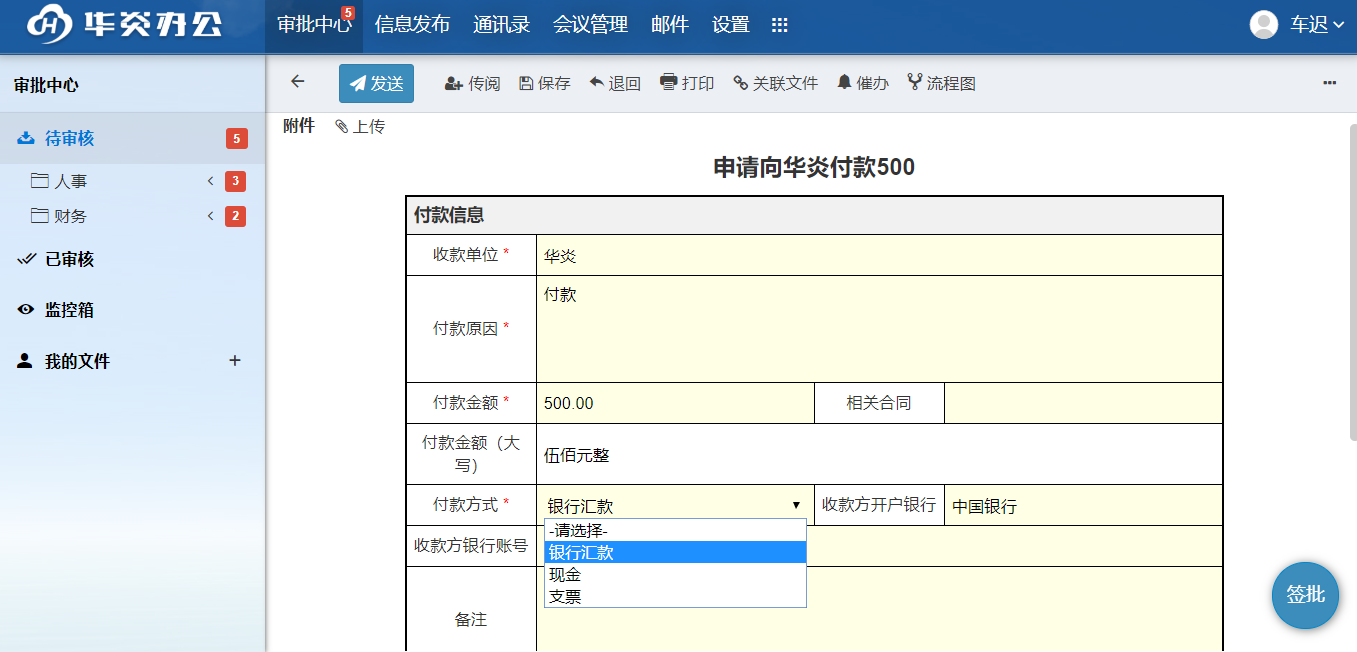 华炎办公
审批中心 5 信息发布 通讯录 会议管理 邮件 设置 车迟
审批中心
待审核 5
人事 3
财务 2
已审核
监控箱
我的文件 +
发送 传阅 保存 退回 打印 关联文件 催办 流程图
附件 上传
申请向华炎付款500
付款信息
收款单位 * 华炎
付款原因 * 付款
付款金额 * 500.00 相关合同
付款金额（大写） 伍佰元整
付款方式 * 银行汇款 收款方开户银行 中国银行
-请选择-
银行汇款
现金
支票
收款方银行账号
备注
签批